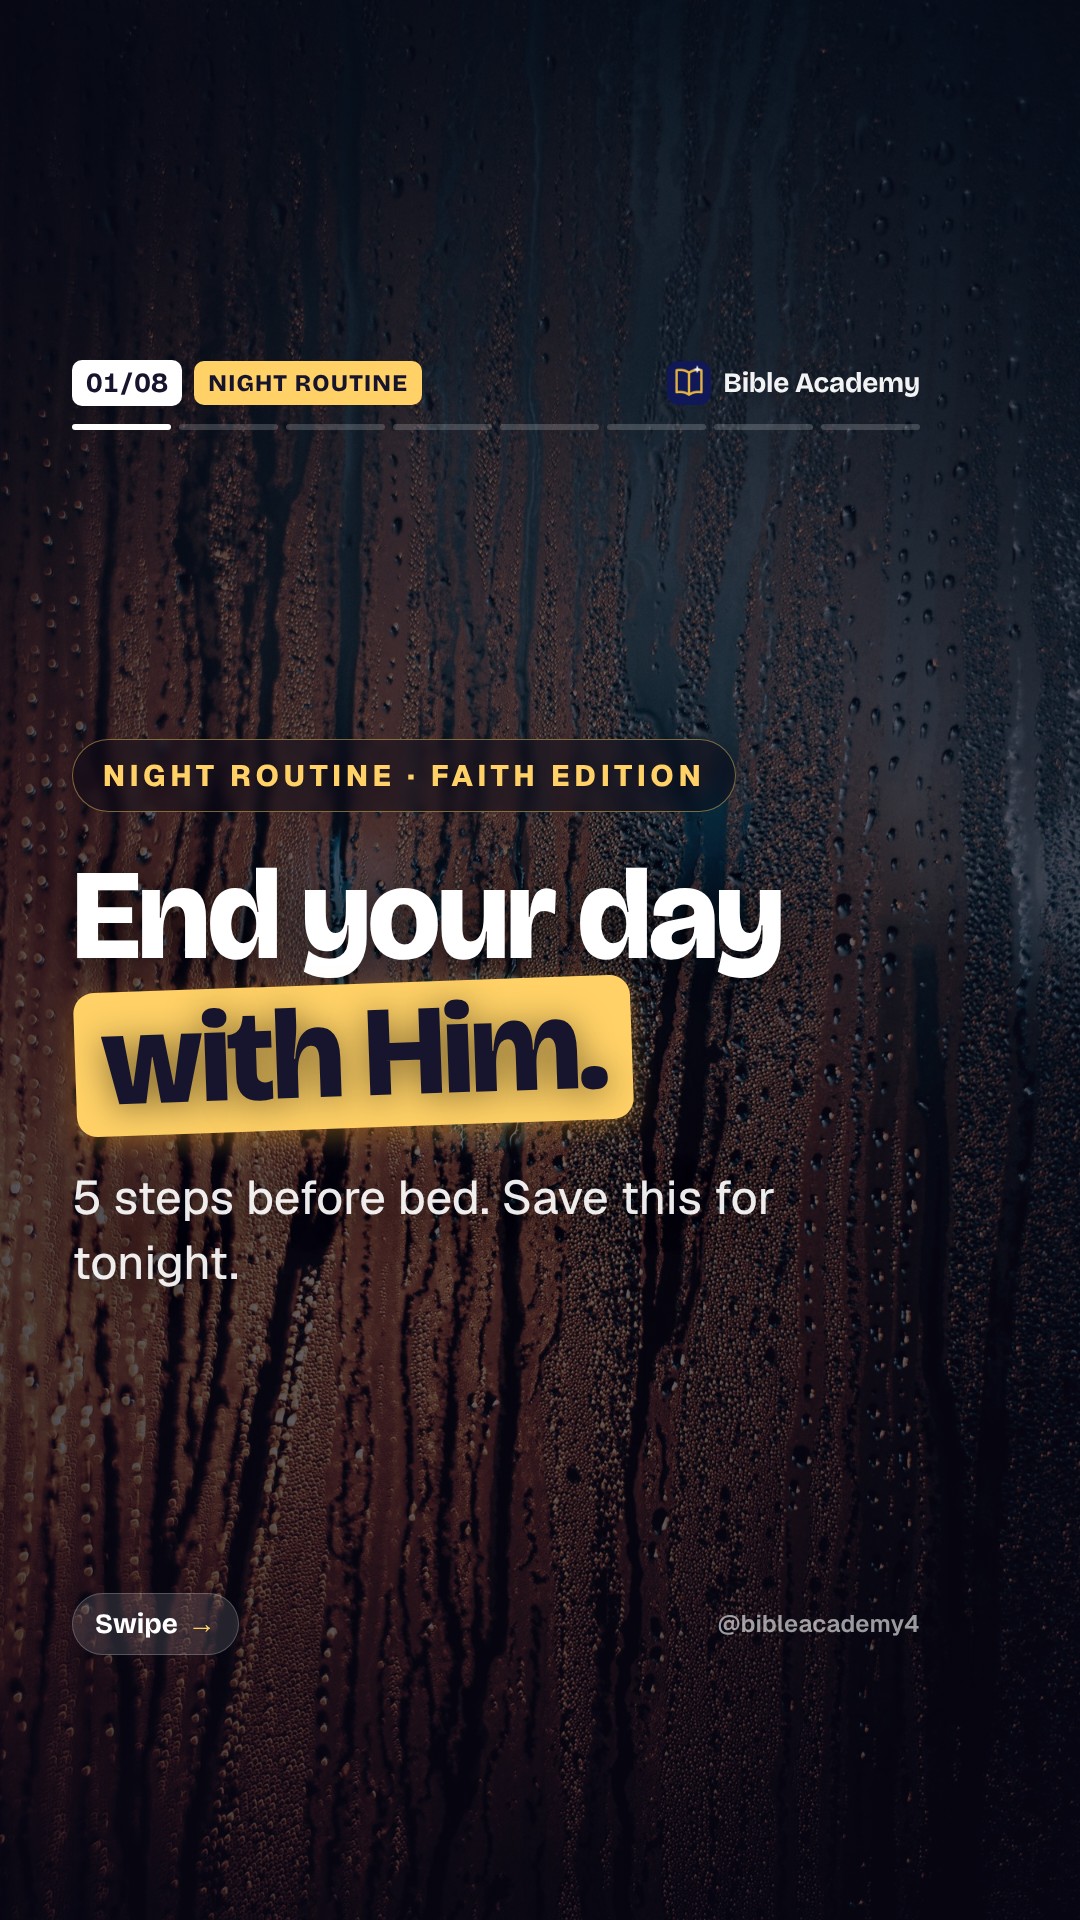 01/08 NIGHT ROUTINE Bible Academy
NIGHT ROUTINE · FAITH EDITION
End your day
with Him.
5 steps before bed. Save this for
tonight.
Swipe → @bibleacademy4